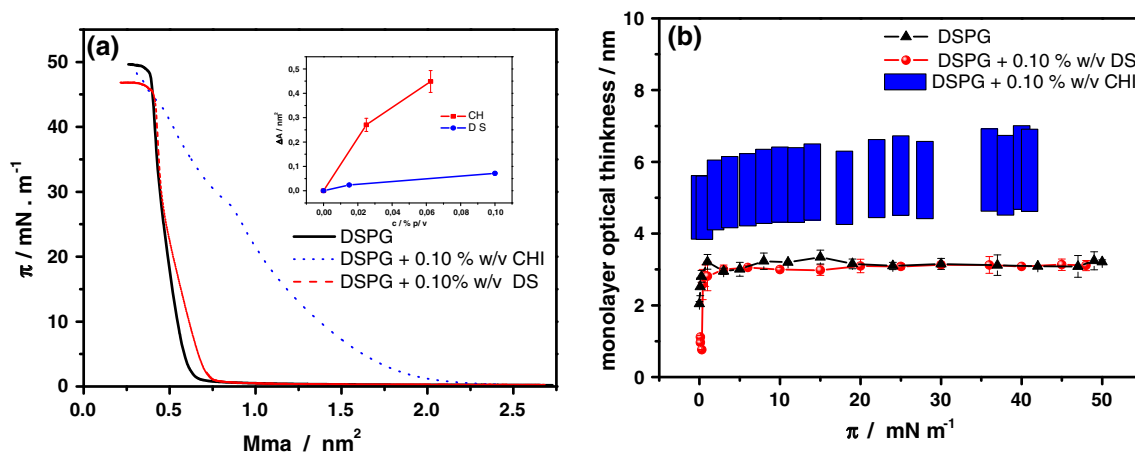 (a)
π / mN . m⁻¹
50
40
30
20
10
0
0.0 0.5 1.0 1.5 2.0 2.5
Mma / nm²
ΔA / nm²
0,5
0,4
0,3
0,2
0,1
0,0
0,00 0,02 0,04 0,06 0,08 0,10
c / % p/v
CH
D S
DSPG
DSPG + 0.10 % w/v CHI
DSPG + 0.10% w/v DS
(b)
monolayer optical thinkness / nm
10
8
6
4
2
0
0 10 20 30 40 50
π / mN m⁻¹
DSPG
DSPG + 0.10 % w/v DS
DSPG + 0.10 % w/v CHI